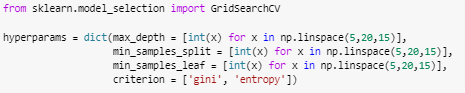 from sklearn.model_selection import GridSearchCV
hyperparams = dict(max_depth = [int(x) for x in np.linspace(5,20,15)],
min_samples_split = [int(x) for x in np.linspace(5,20,15)],
min_samples_leaf = [int(x) for x in np.linspace(5,20,15)],
criterion = ['gini', 'entropy'])